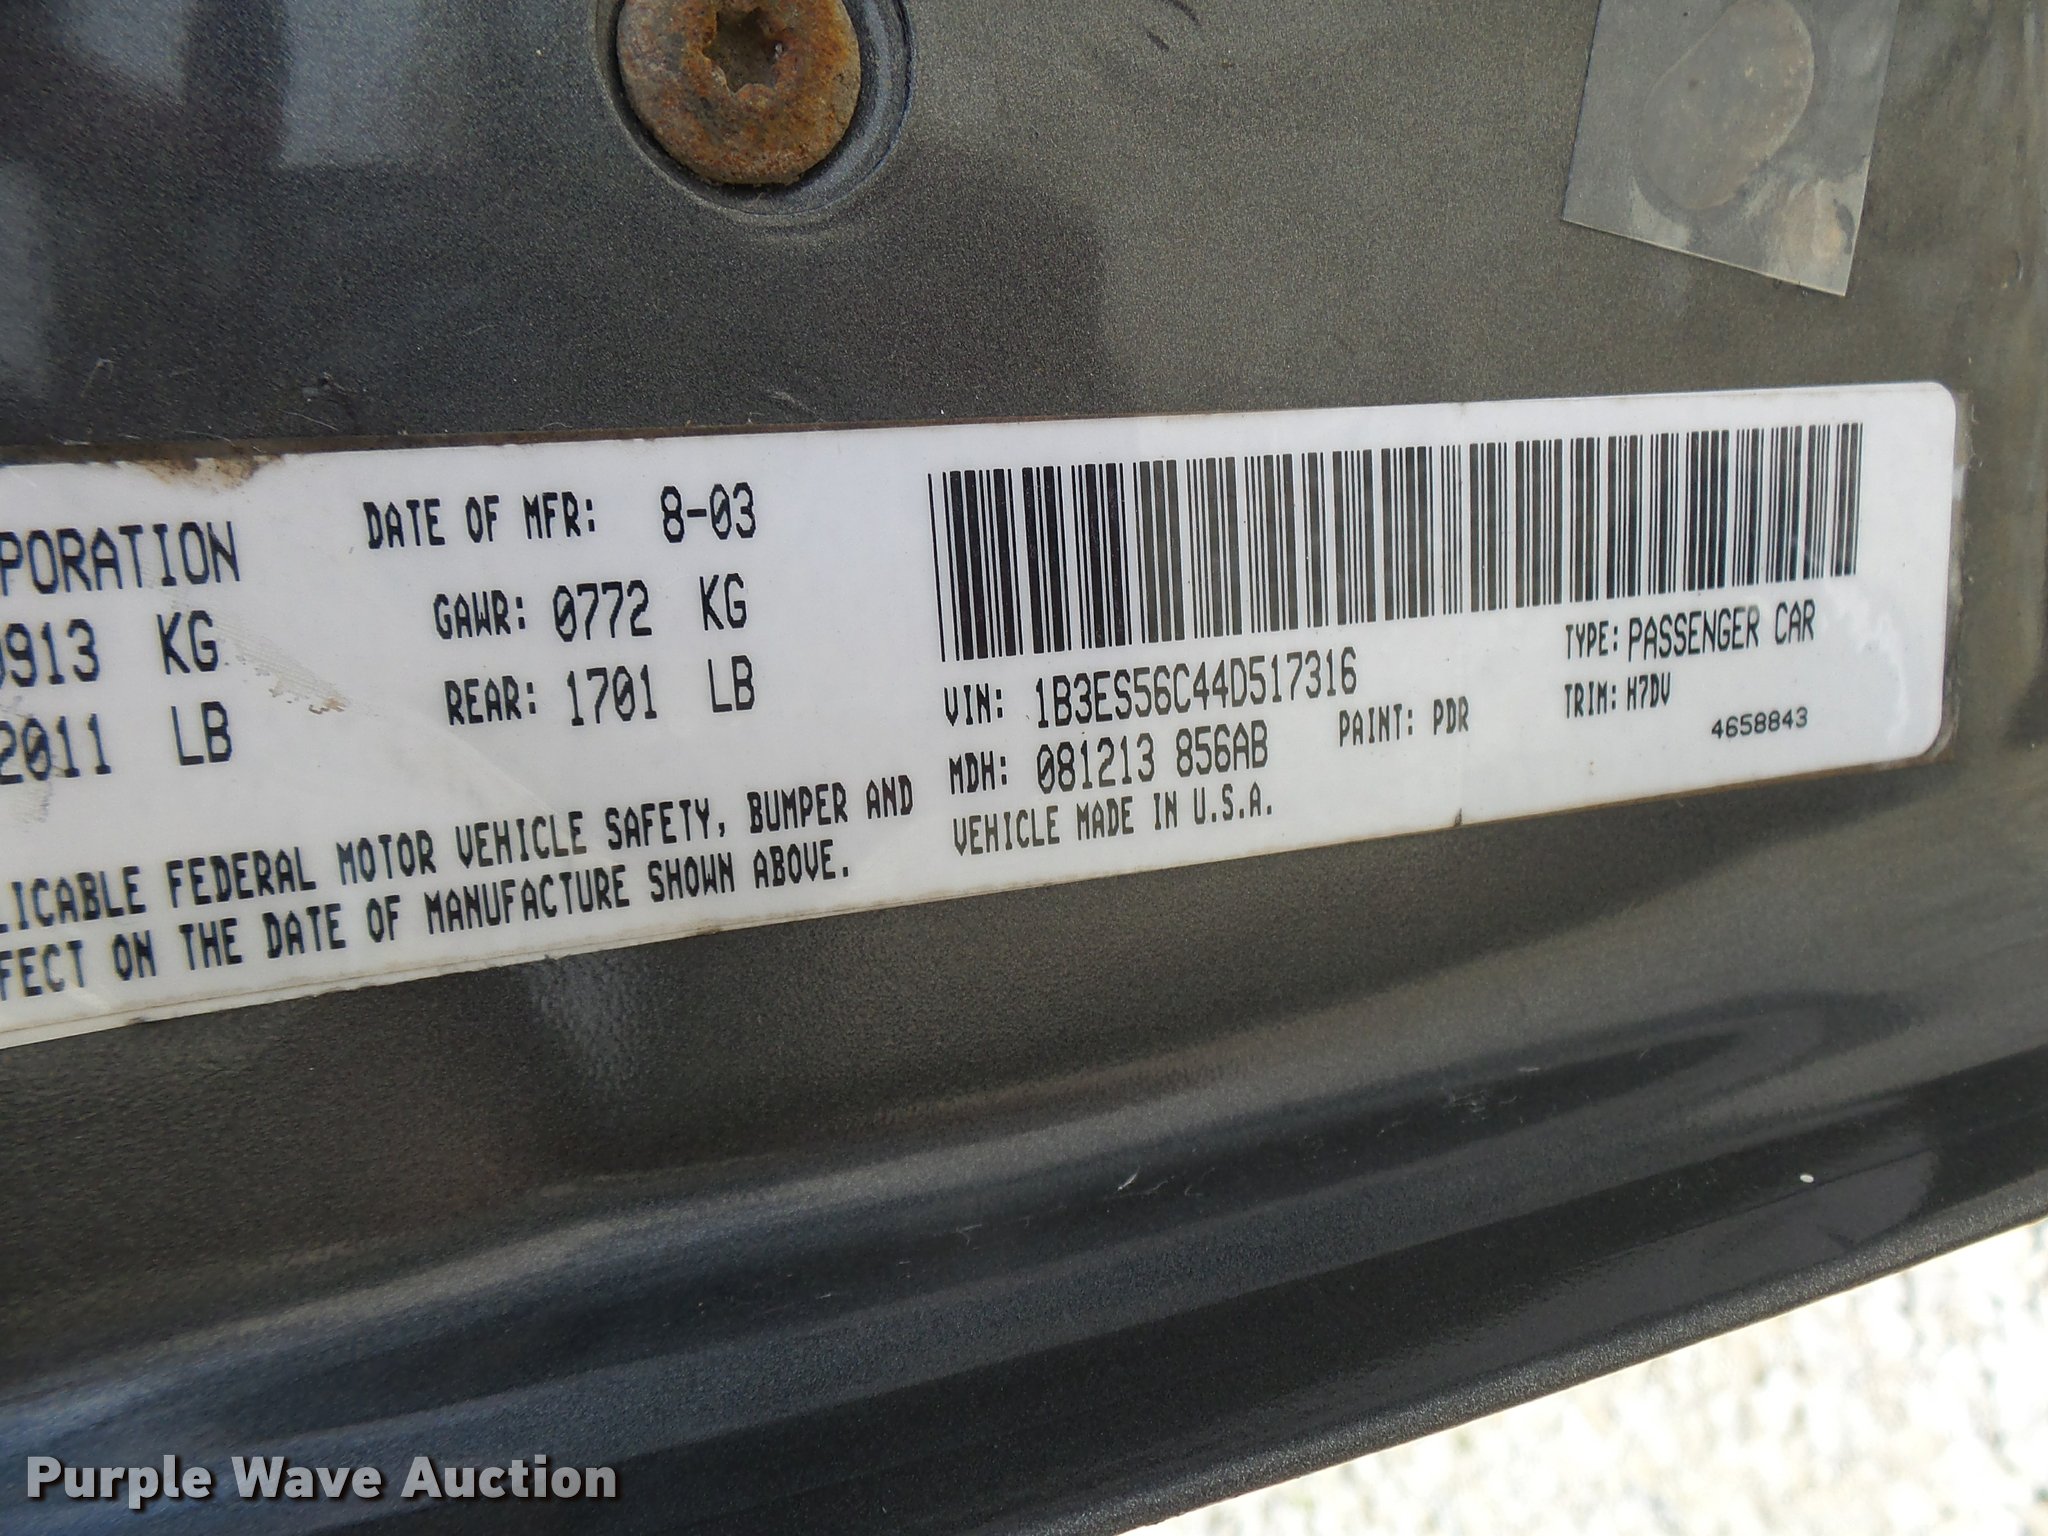 PORATION
DATE OF MFR: 8-03
913 KG
GAWR: 0772 KG
2011 LB
REAR: 1701 LB
LICABLE FEDERAL MOTOR VEHICLE SAFETY, BUMPER AND
FECT ON THE DATE OF MANUFACTURE SHOWN ABOVE.
VIN: 1B3ES56C44D517316
TYPE: PASSENGER CAR
MDH: 081213 856AB
PAINT: PDR
TRIM: H7DV
4658843
VEHICLE MADE IN U.S.A.
Purple Wave Auction